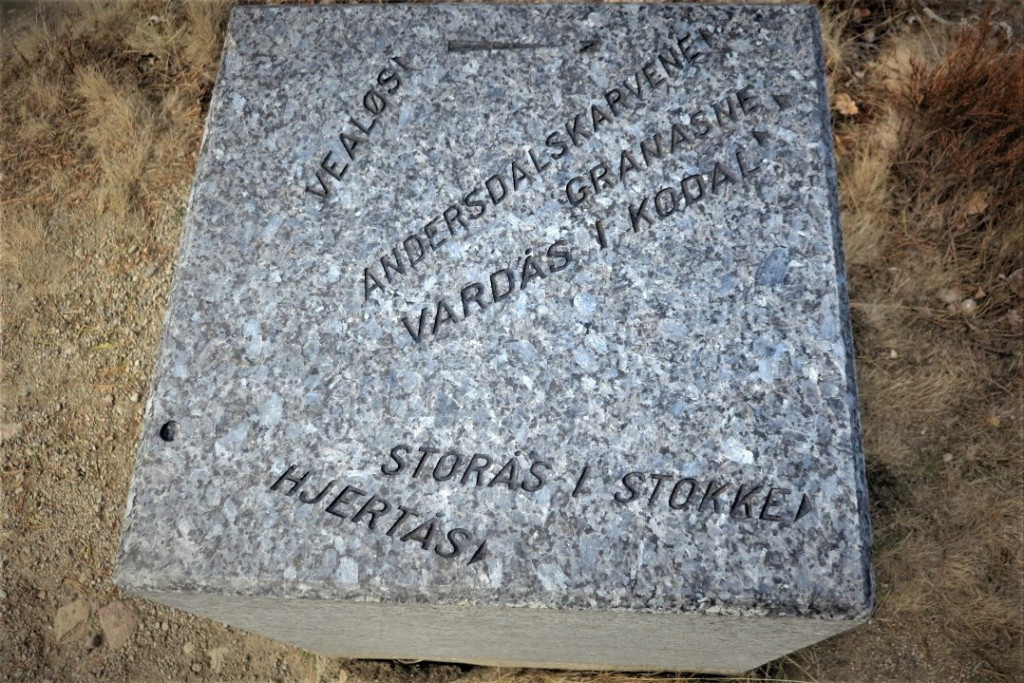 VEALØS
ANDERSDALSKARVENE
GRANASNE
VARDÅS I KODAL
STORÅS I STOKKE
HJERTÅS